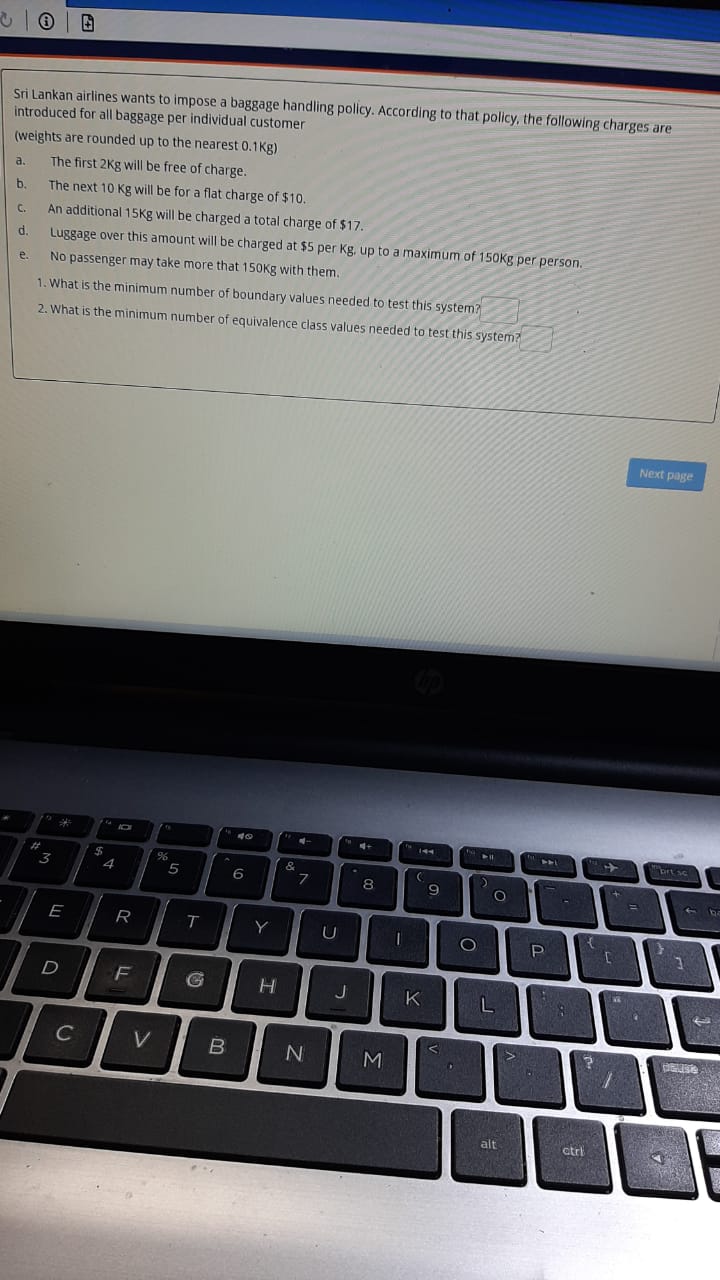 Sri Lankan airlines wants to impose a baggage handling policy. According to that policy, the following charges are
introduced for all baggage per individual customer
(weights are rounded up to the nearest 0.1Kg)
a. The first 2Kg will be free of charge.
b. The next 10 Kg will be for a flat charge of $10.
c. An additional 15Kg will be charged a total charge of $17.
d. Luggage over this amount will be charged at $5 per Kg, up to a maximum of 150Kg per person.
e. No passenger may take more that 150Kg with them.
1. What is the minimum number of boundary values needed to test this system?
2. What is the minimum number of equivalence class values needed to test this system?
Next page
hp
prt sc
# 3 $ 4 % 5 ^ 6 & 7 * 8 ( 9 ) 0 - + =
E R T Y U I O P { [ } ]
D F G H J K L : ;
C V B N M < , > . ? / pause
alt ctrl